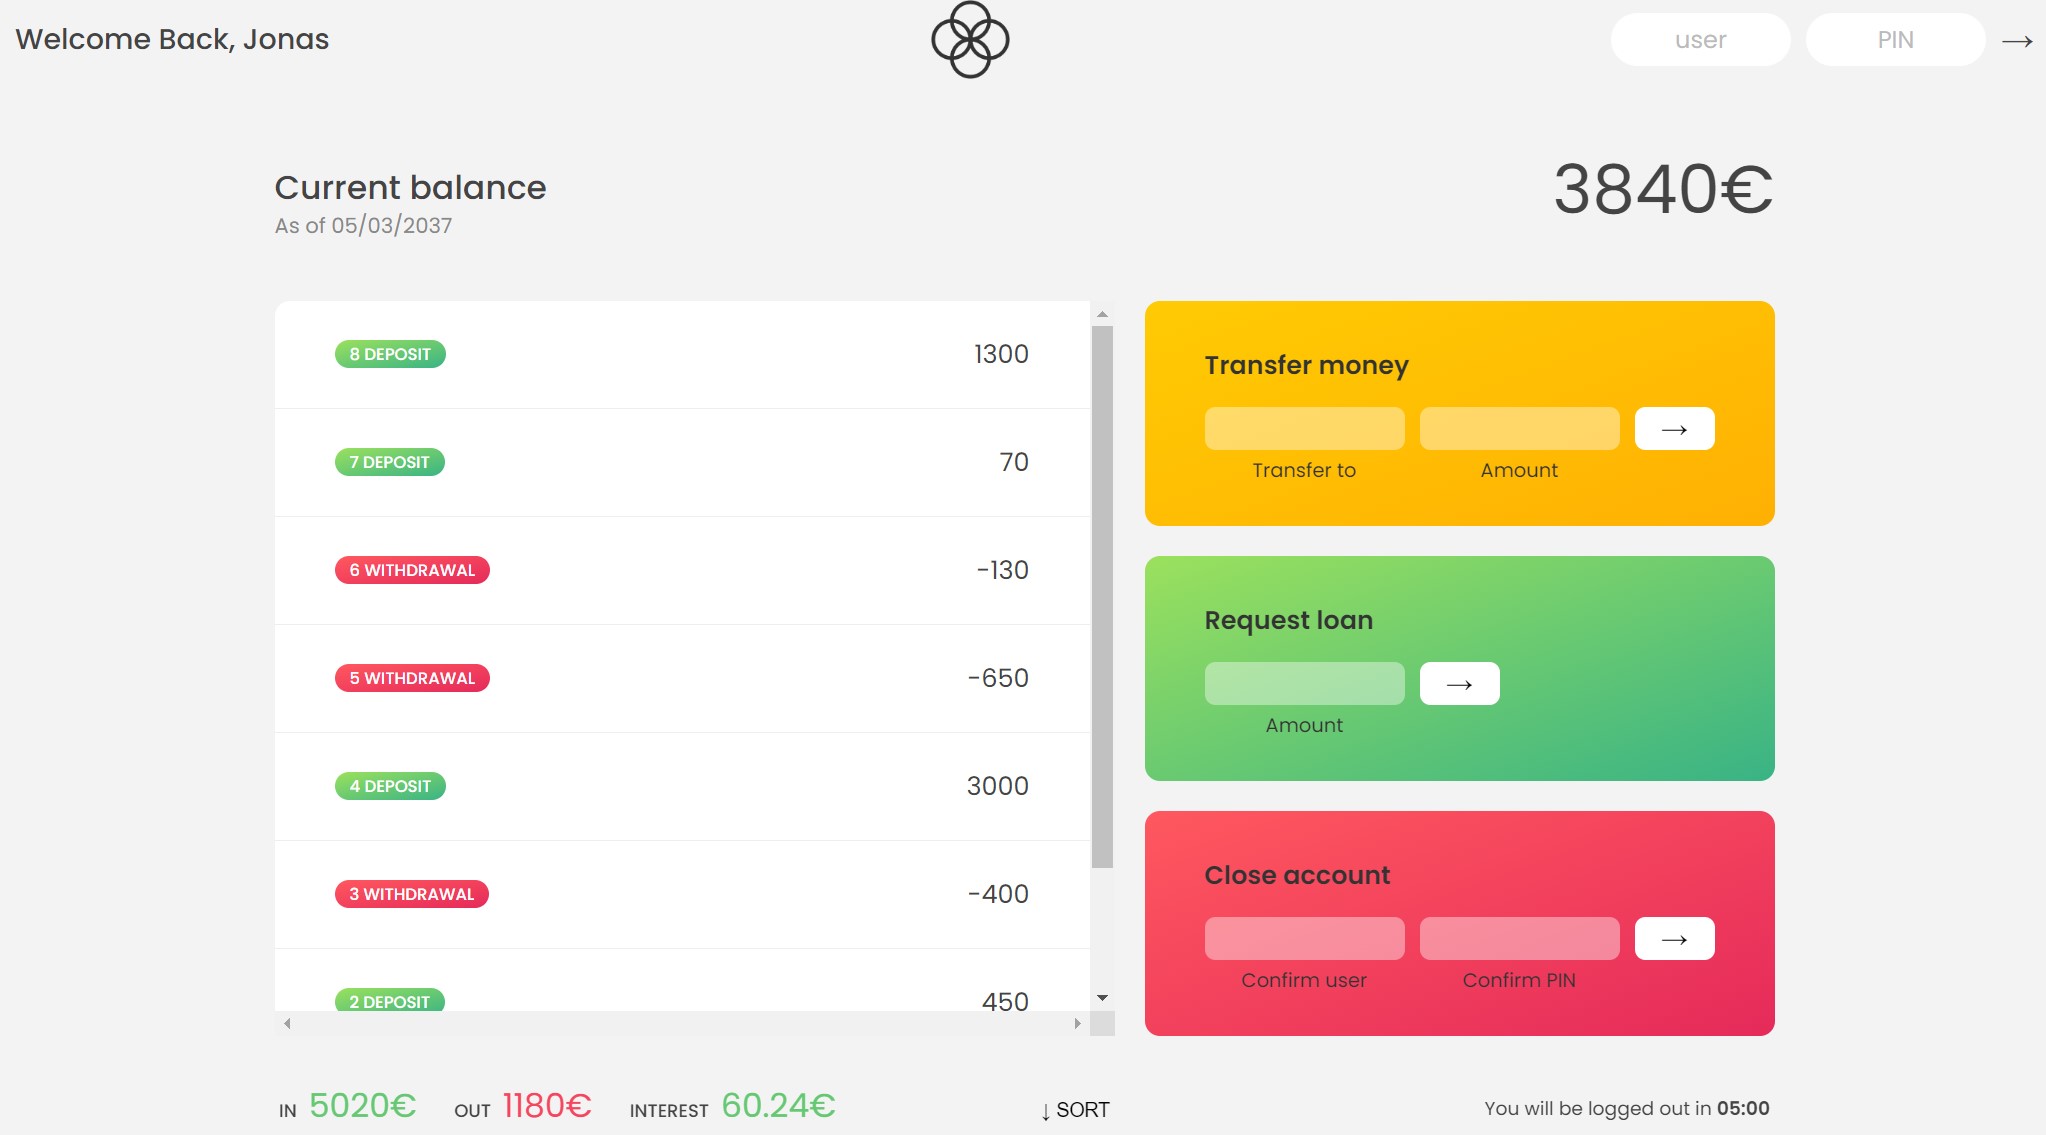 Welcome Back, Jonas
user
PIN
→
Current balance
As of 05/03/2037
3840€
8 DEPOSIT
1300
7 DEPOSIT
70
6 WITHDRAWAL
-130
5 WITHDRAWAL
-650
4 DEPOSIT
3000
3 WITHDRAWAL
-400
2 DEPOSIT
450
Transfer money
→
Transfer to
Amount
Request loan
→
Amount
Close account
→
Confirm user
Confirm PIN
IN 5020€ OUT 1180€ INTEREST 60.24€
↓ SORT
You will be logged out in 05:00